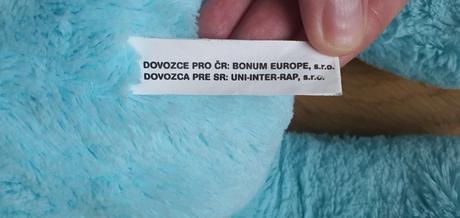 DOVOZCE PRO ČR: BONUM EUROPE, s.r.o.
DOVOZCA PRE SR: UNI-INTER-RAP, s.r.o.